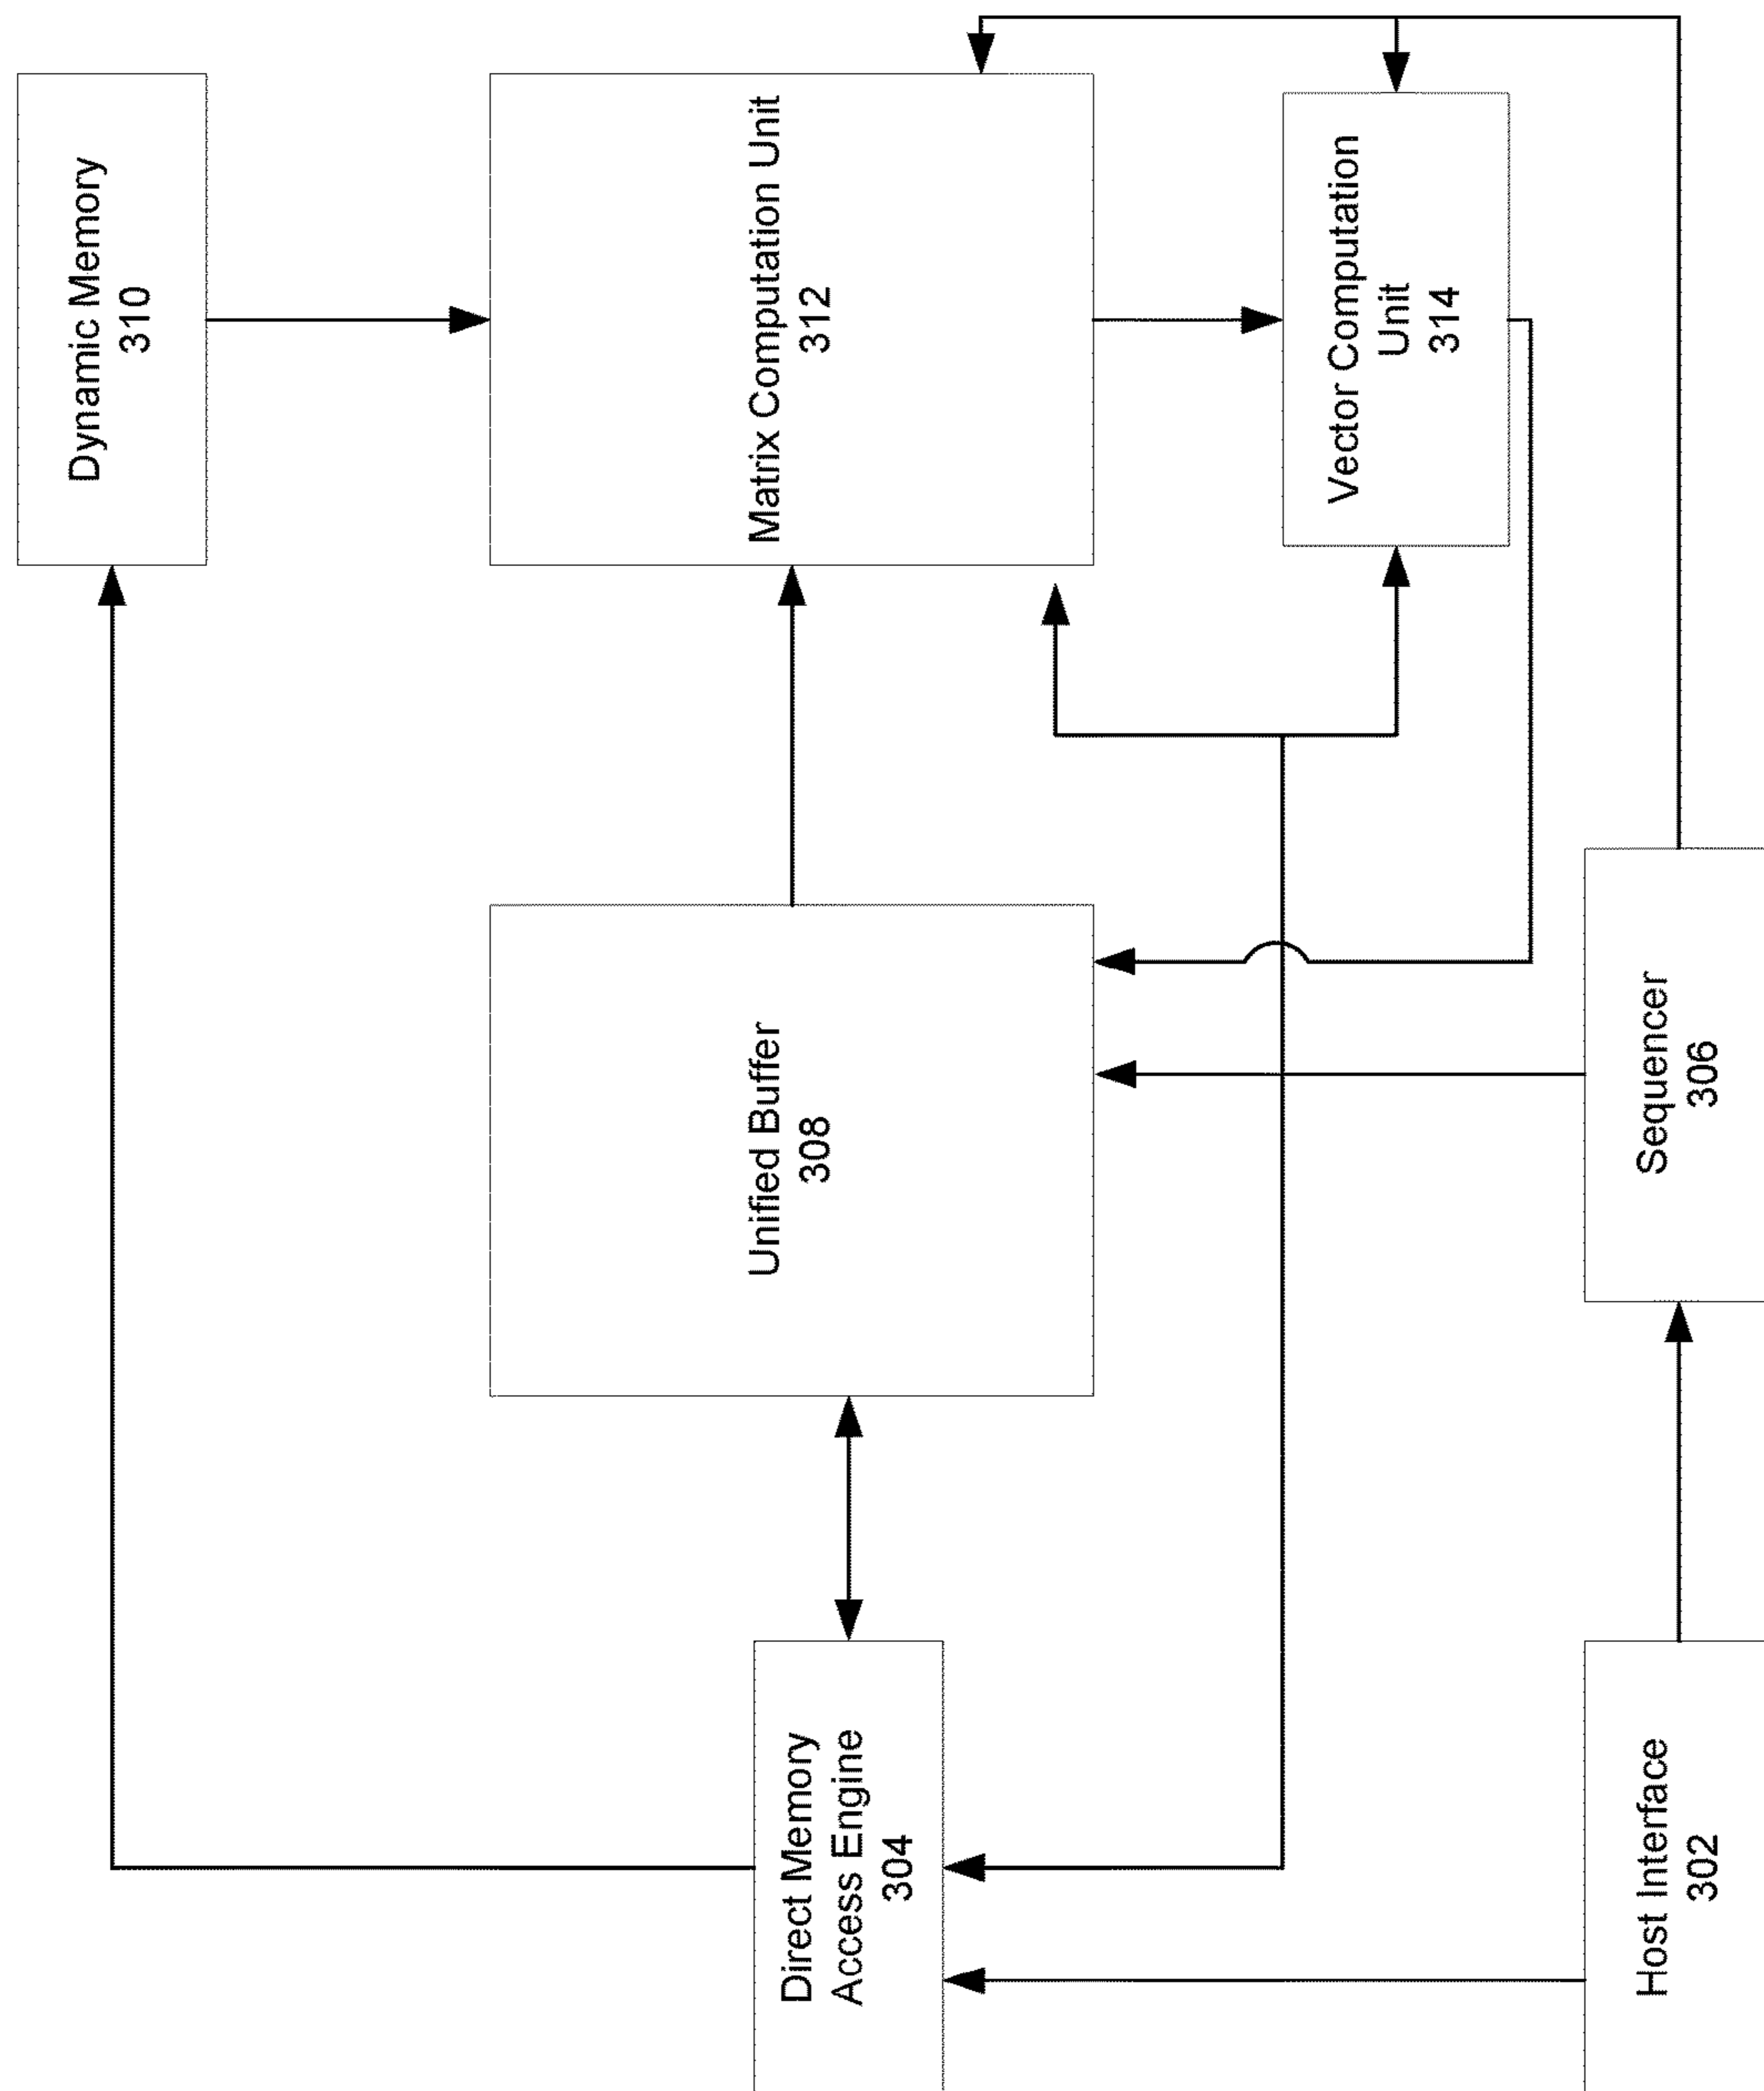 Dynamic Memory
310
Direct Memory
Access Engine
304
Unified Buffer
308
Matrix Computation Unit
312
Vector Computation
Unit
314
Host Interface
302
Sequencer
306